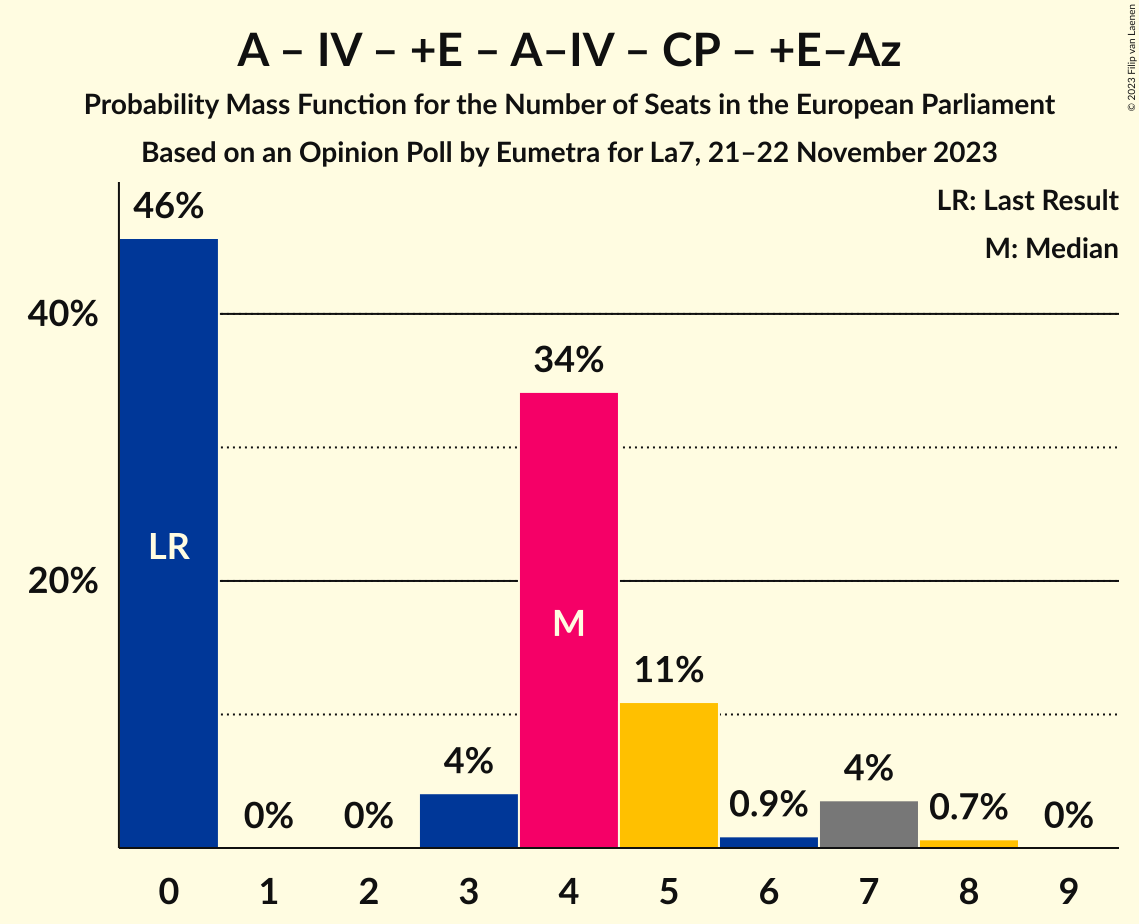 A – IV – +E – A–IV – CP – +E–Az
Probability Mass Function for the Number of Seats in the European Parliament
Based on an Opinion Poll by Eumetra for La7, 21–22 November 2023
© 2023 Filip van Laenen
LR: Last Result
M: Median
46%
40%
34%
LR
20%
M
11%
4%
4%
0.9%
0.7%
0%
0%
0%
0 1 2 3 4 5 6 7 8 9